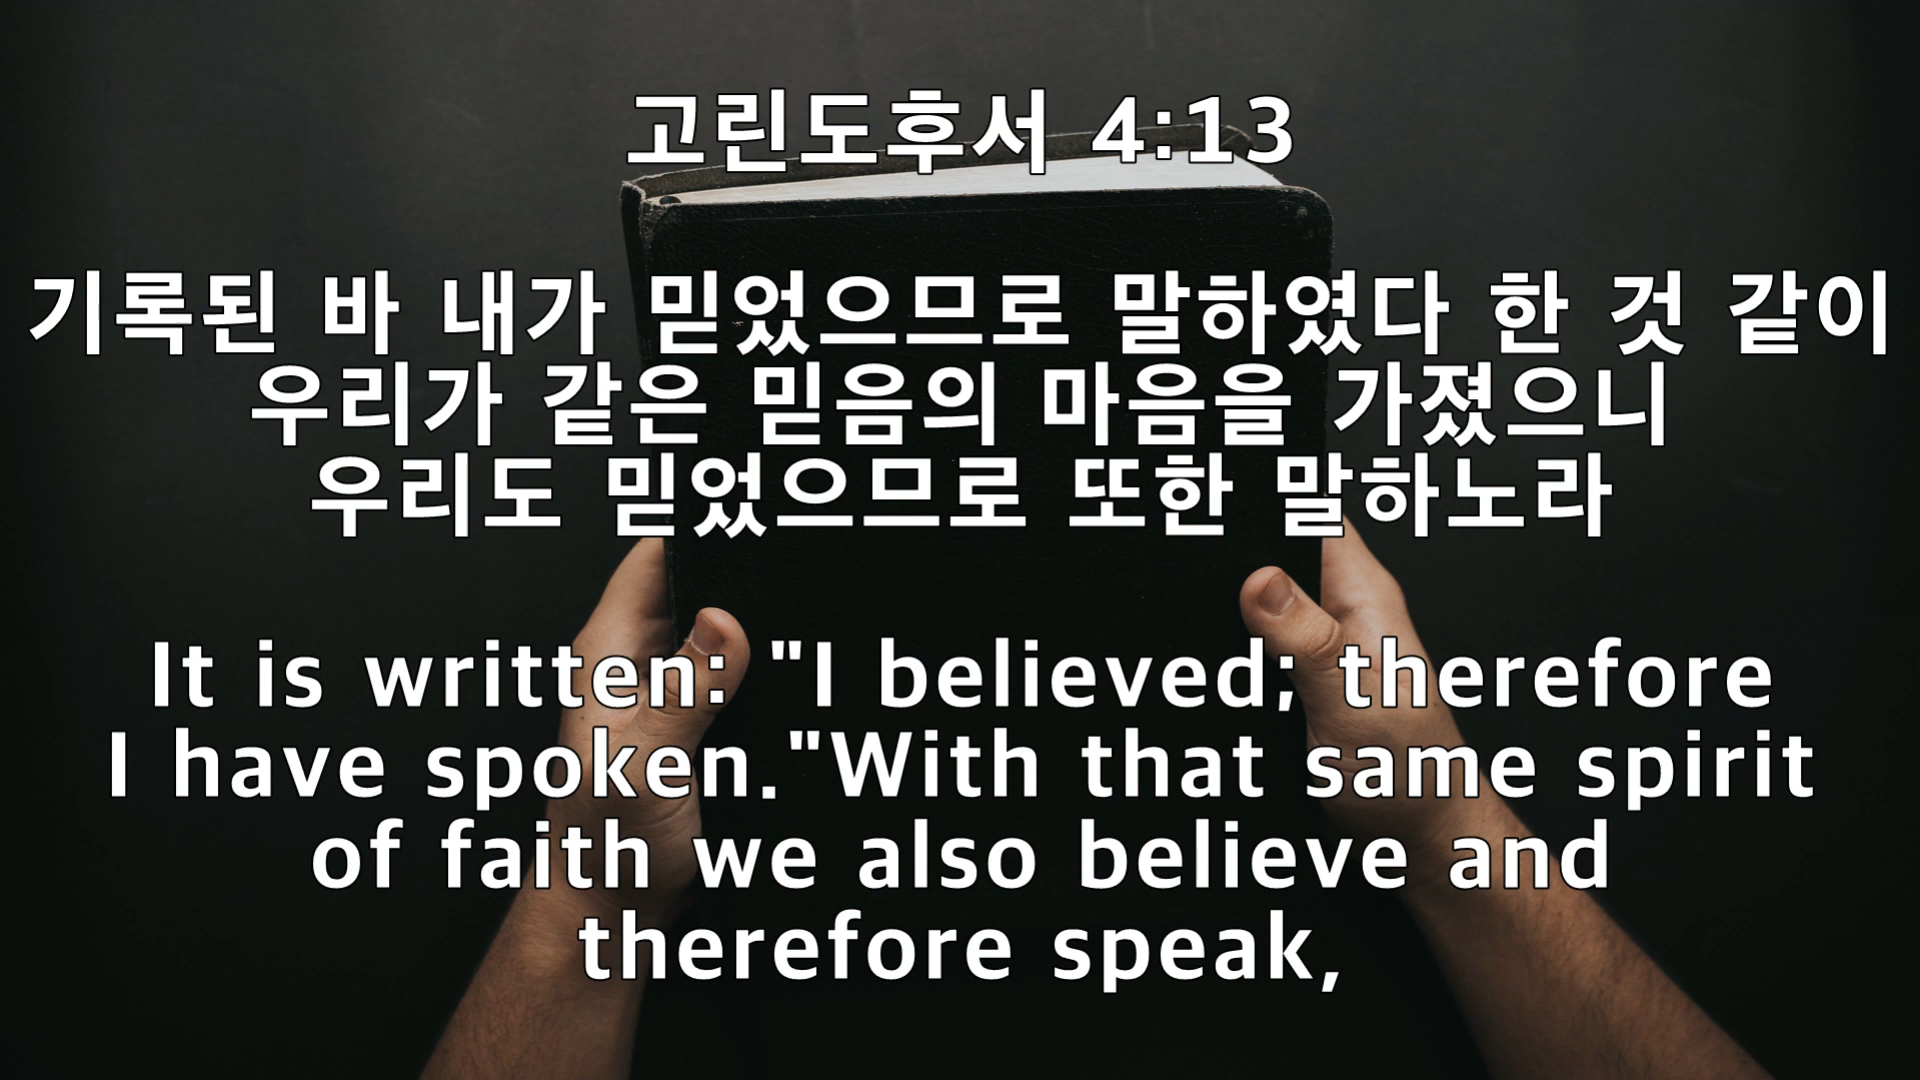 고린도후서 4:13
기록된 바 내가 믿었으므로 말하였다 한 것 같이
우리가 같은 믿음의 마음을 가졌으니
우리도 믿었으므로 또한 말하노라
It is written: "I believed; therefore
I have spoken."With that same spirit
of faith we also believe and
therefore speak,